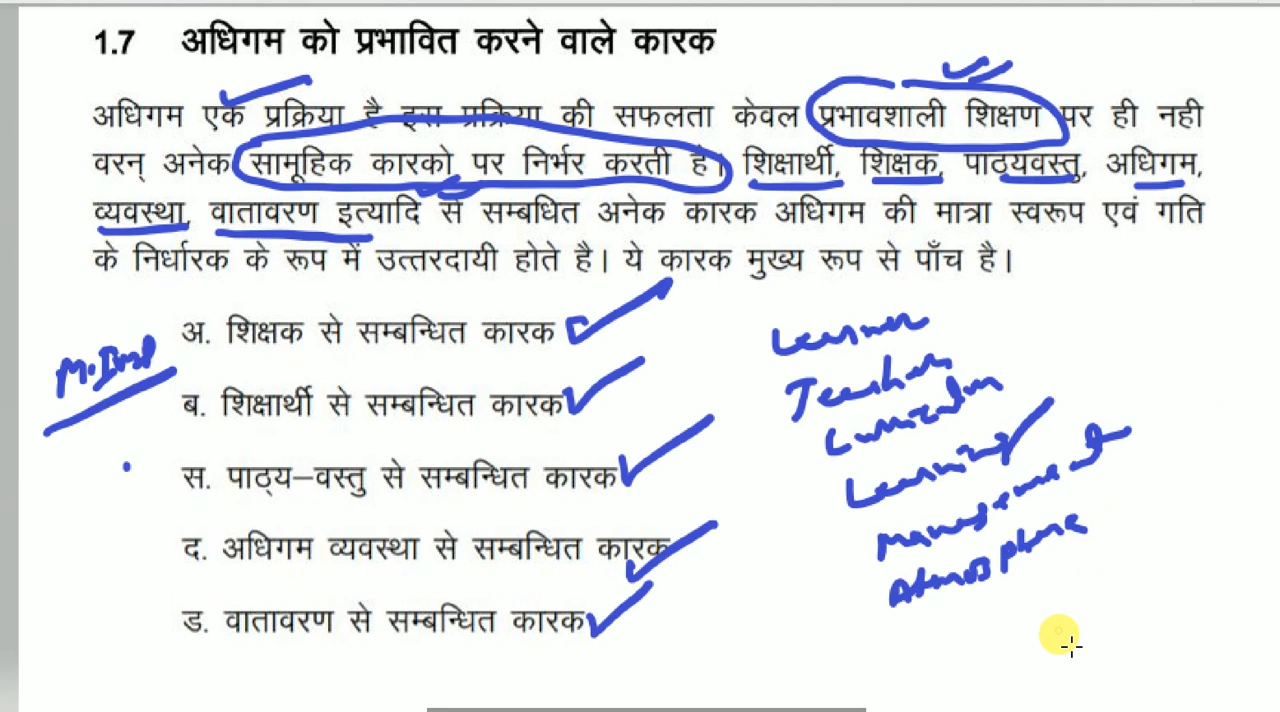 1.7 अधिगम को प्रभावित करने वाले कारक
अधिगम एक प्रक्रिया है इस प्रक्रिया की सफलता केवल प्रभावशाली शिक्षण पर ही नही
वरन् अनेक सामूहिक कारको पर निर्भर करती है। शिक्षार्थी, शिक्षक, पाठ्यवस्तु, अधिगम,
व्यवस्था, वातावरण इत्यादि से सम्बधित अनेक कारक अधिगम की मात्रा स्वरूप एवं गति
के निर्धारक के रूप में उत्तरदायी होते है। ये कारक मुख्य रूप से पाँच है।
अ. शिक्षक से सम्बन्धित कारक
ब. शिक्षार्थी से सम्बन्धित कारक
स. पाठ्य–वस्तु से सम्बन्धित कारक
द. अधिगम व्यवस्था से सम्बन्धित कारक
ड. वातावरण से सम्बन्धित कारक
M. Imp
Learner
Teacher
Curriculum
Learning
Management
Atmosphere